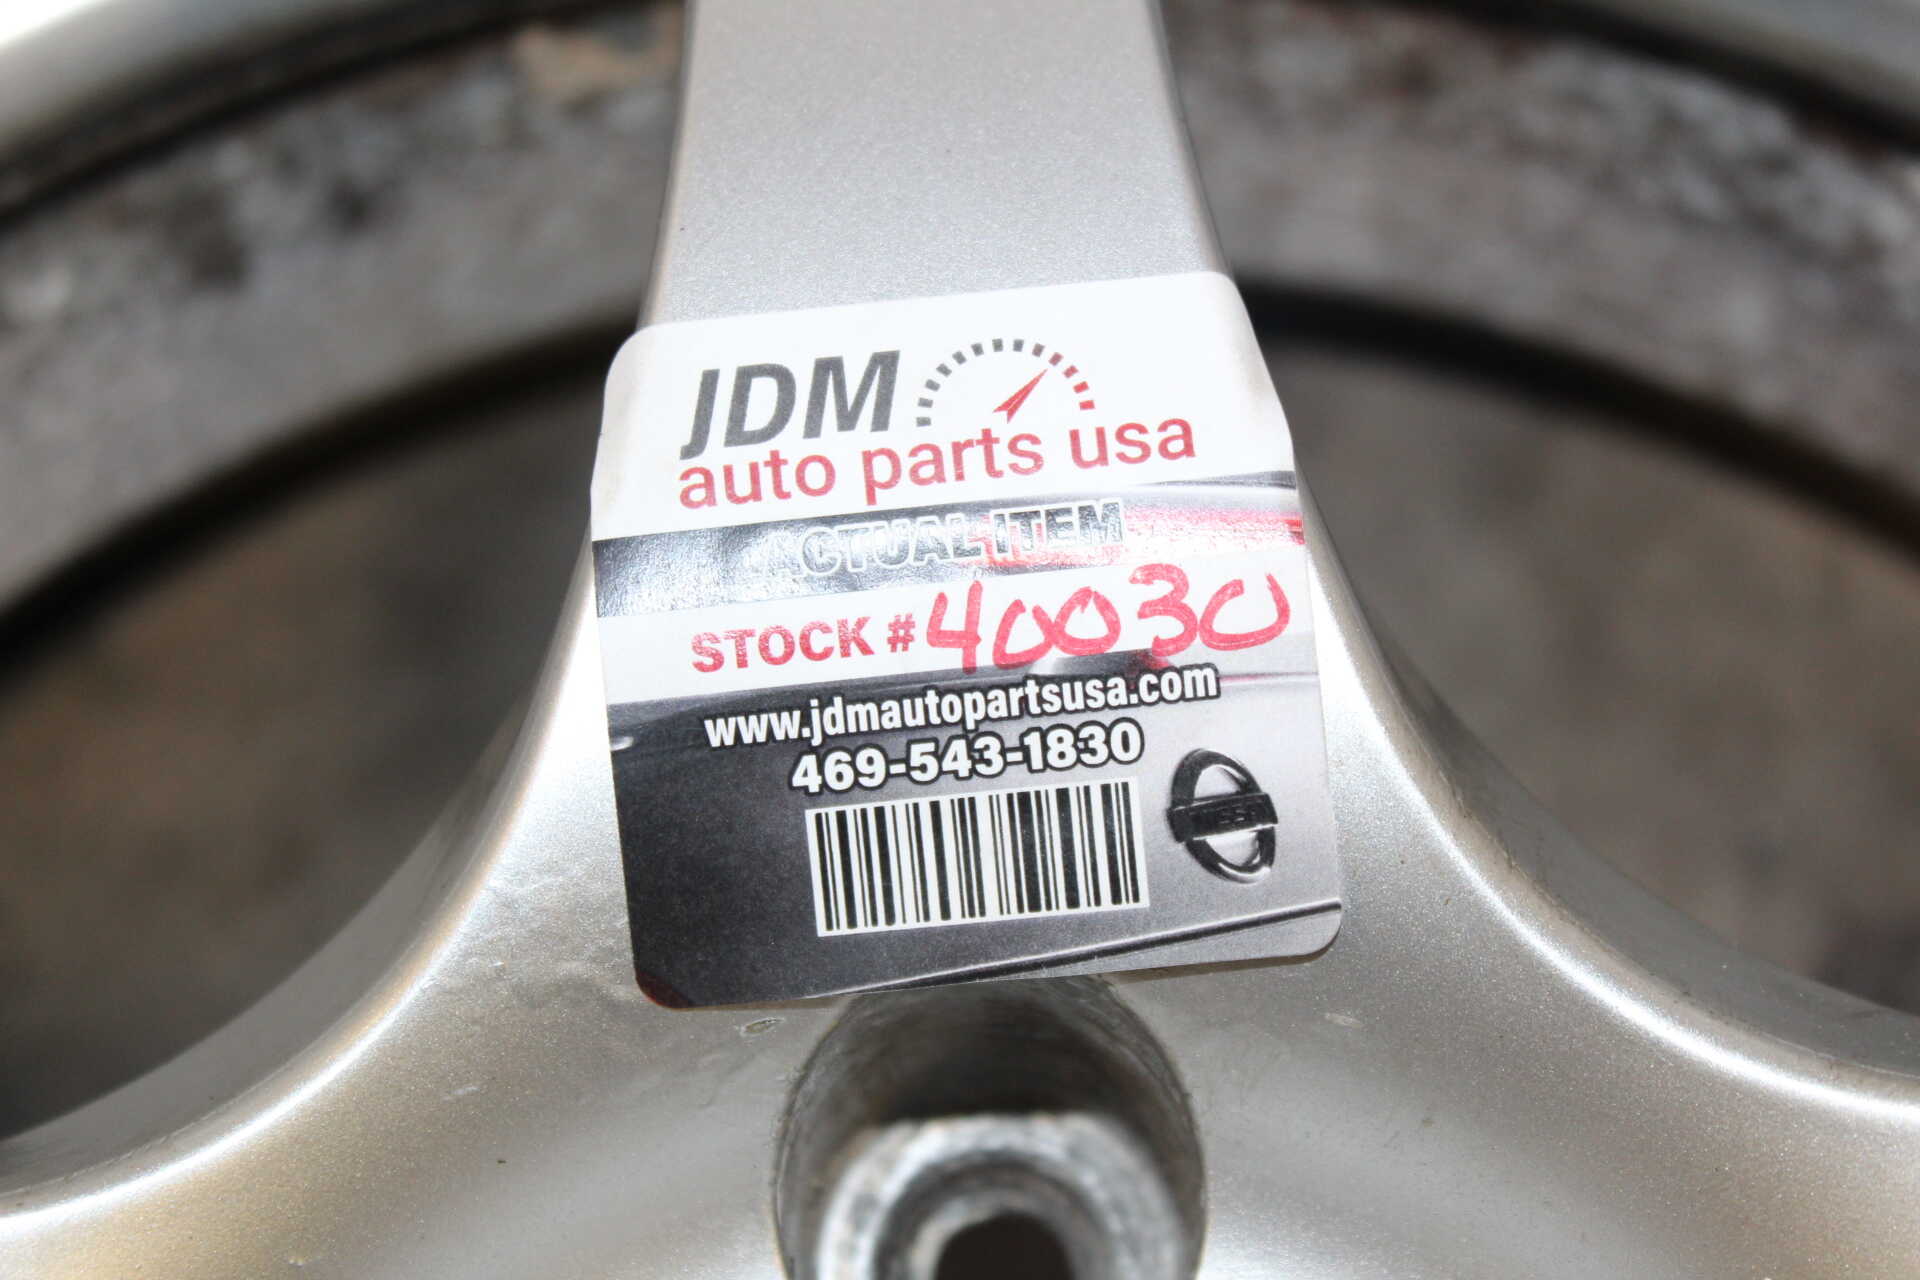 JDM
auto parts usa
ACTUAL ITEM
STOCK # 40030
www.jdmautopartsusa.com
469-543-1830